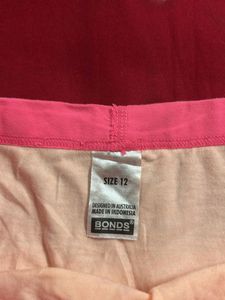 SIZE 12
DESIGNED IN AUSTRALIA
MADE IN INDONESIA
BONDS®